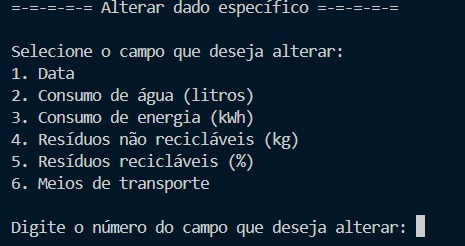 =-=-=-=-= Alterar dado específico =-=-=-=-=
Selecione o campo que deseja alterar:
1. Data
2. Consumo de água (litros)
3. Consumo de energia (kWh)
4. Resíduos não recicláveis (kg)
5. Resíduos recicláveis (%)
6. Meios de transporte
Digite o número do campo que deseja alterar: